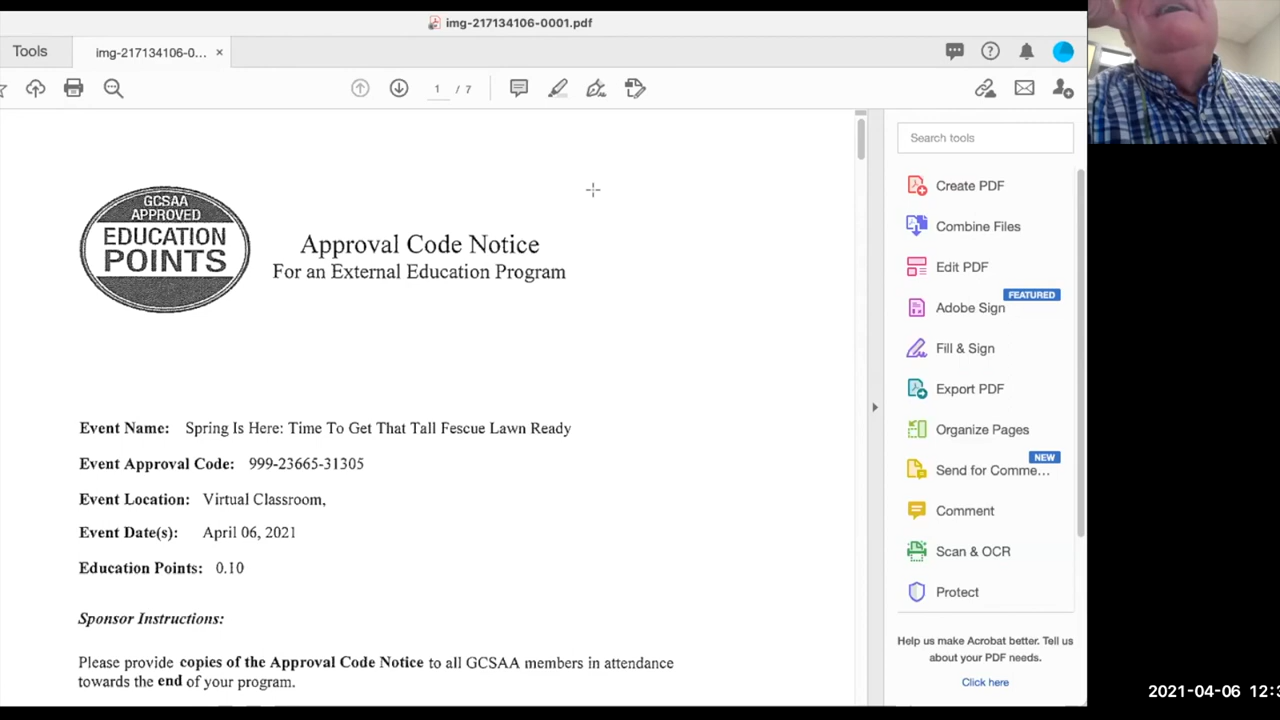 img-217134106-0001.pdf
Tools
img-217134106-0... ×
1 / 7
GCSAA
APPROVED
EDUCATION
POINTS
Approval Code Notice
For an External Education Program
Event Name: Spring Is Here: Time To Get That Tall Fescue Lawn Ready
Event Approval Code: 999-23665-31305
Event Location: Virtual Classroom,
Event Date(s): April 06, 2021
Education Points: 0.10
Sponsor Instructions:
Please provide copies of the Approval Code Notice to all GCSAA members in attendance
towards the end of your program.
Search tools
Create PDF
Combine Files
Edit PDF
FEATURED
Adobe Sign
Fill & Sign
Export PDF
Organize Pages
NEW
Send for Comme...
Comment
Scan & OCR
Protect
Help us make Acrobat better. Tell us
about your PDF needs.
Click here
2021-04-06 12:3